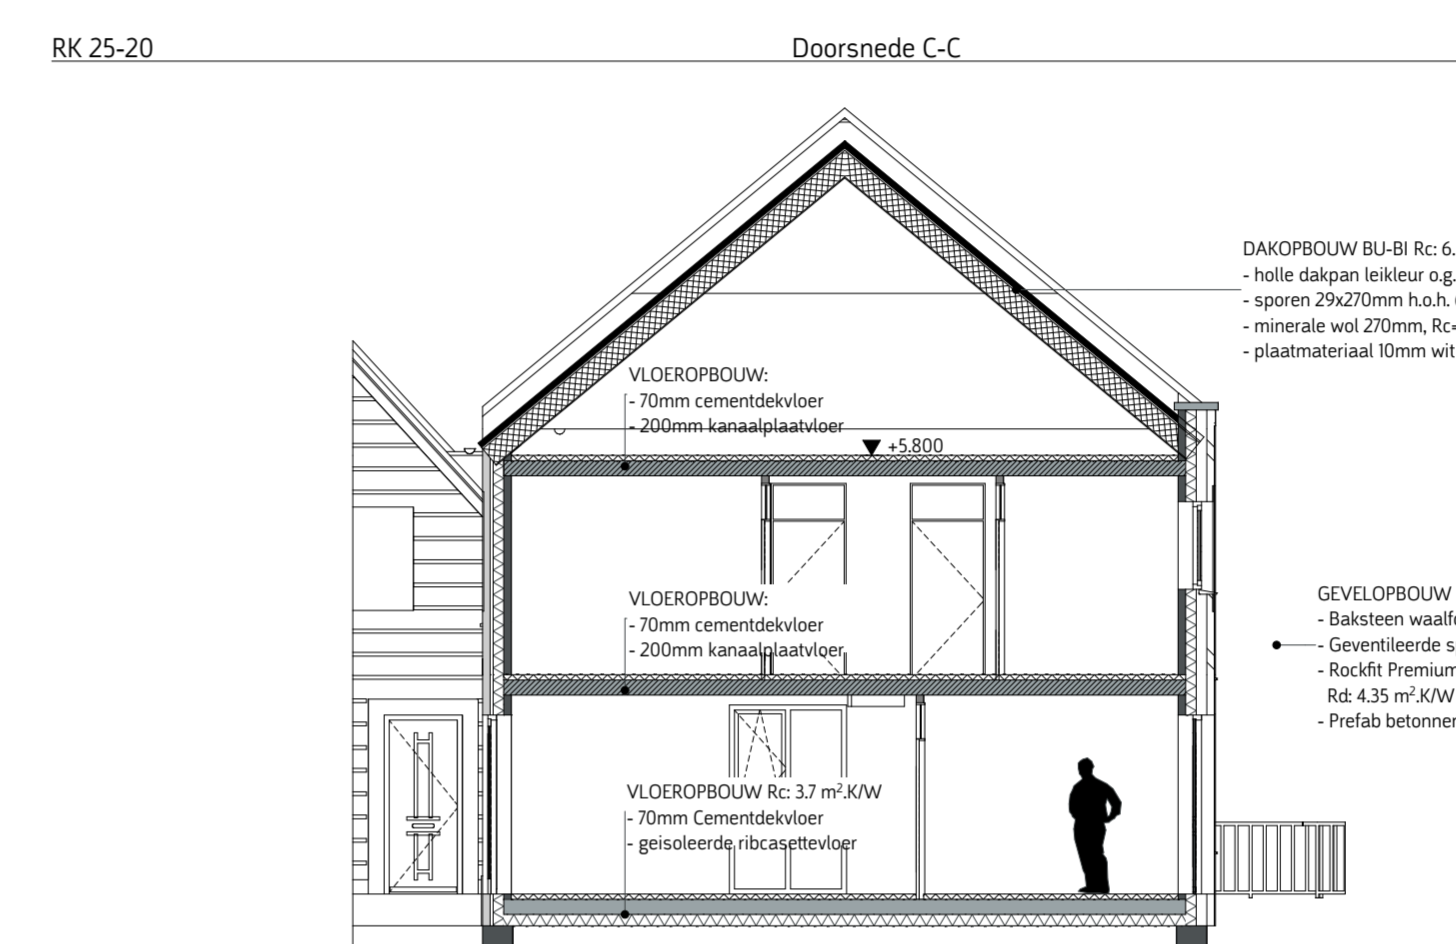 RK 25-20
Doorsnede C-C
DAKOPBOUW BU-BI Rc: 6.
- holle dakpan leikleur o.g.
- sporen 29x270mm h.o.h.
- minerale wol 270mm, Rc=
- plaatmateriaal 10mm wit
VLOEROPBOUW:
- 70mm cementdekvloer
- 200mm kanaalplaatvloer
+5.800
VLOEROPBOUW:
- 70mm cementdekvloer
- 200mm kanaalplaatvloer
GEVELOPBOUW
- Baksteen waalfo
- Geventileerde s
- Rockfit Premium
Rd: 4.35 m².K/W
- Prefab betonner
VLOEROPBOUW Rc: 3.7 m².K/W
- 70mm Cementdekvloer
- geisoleerde ribcasettevloer